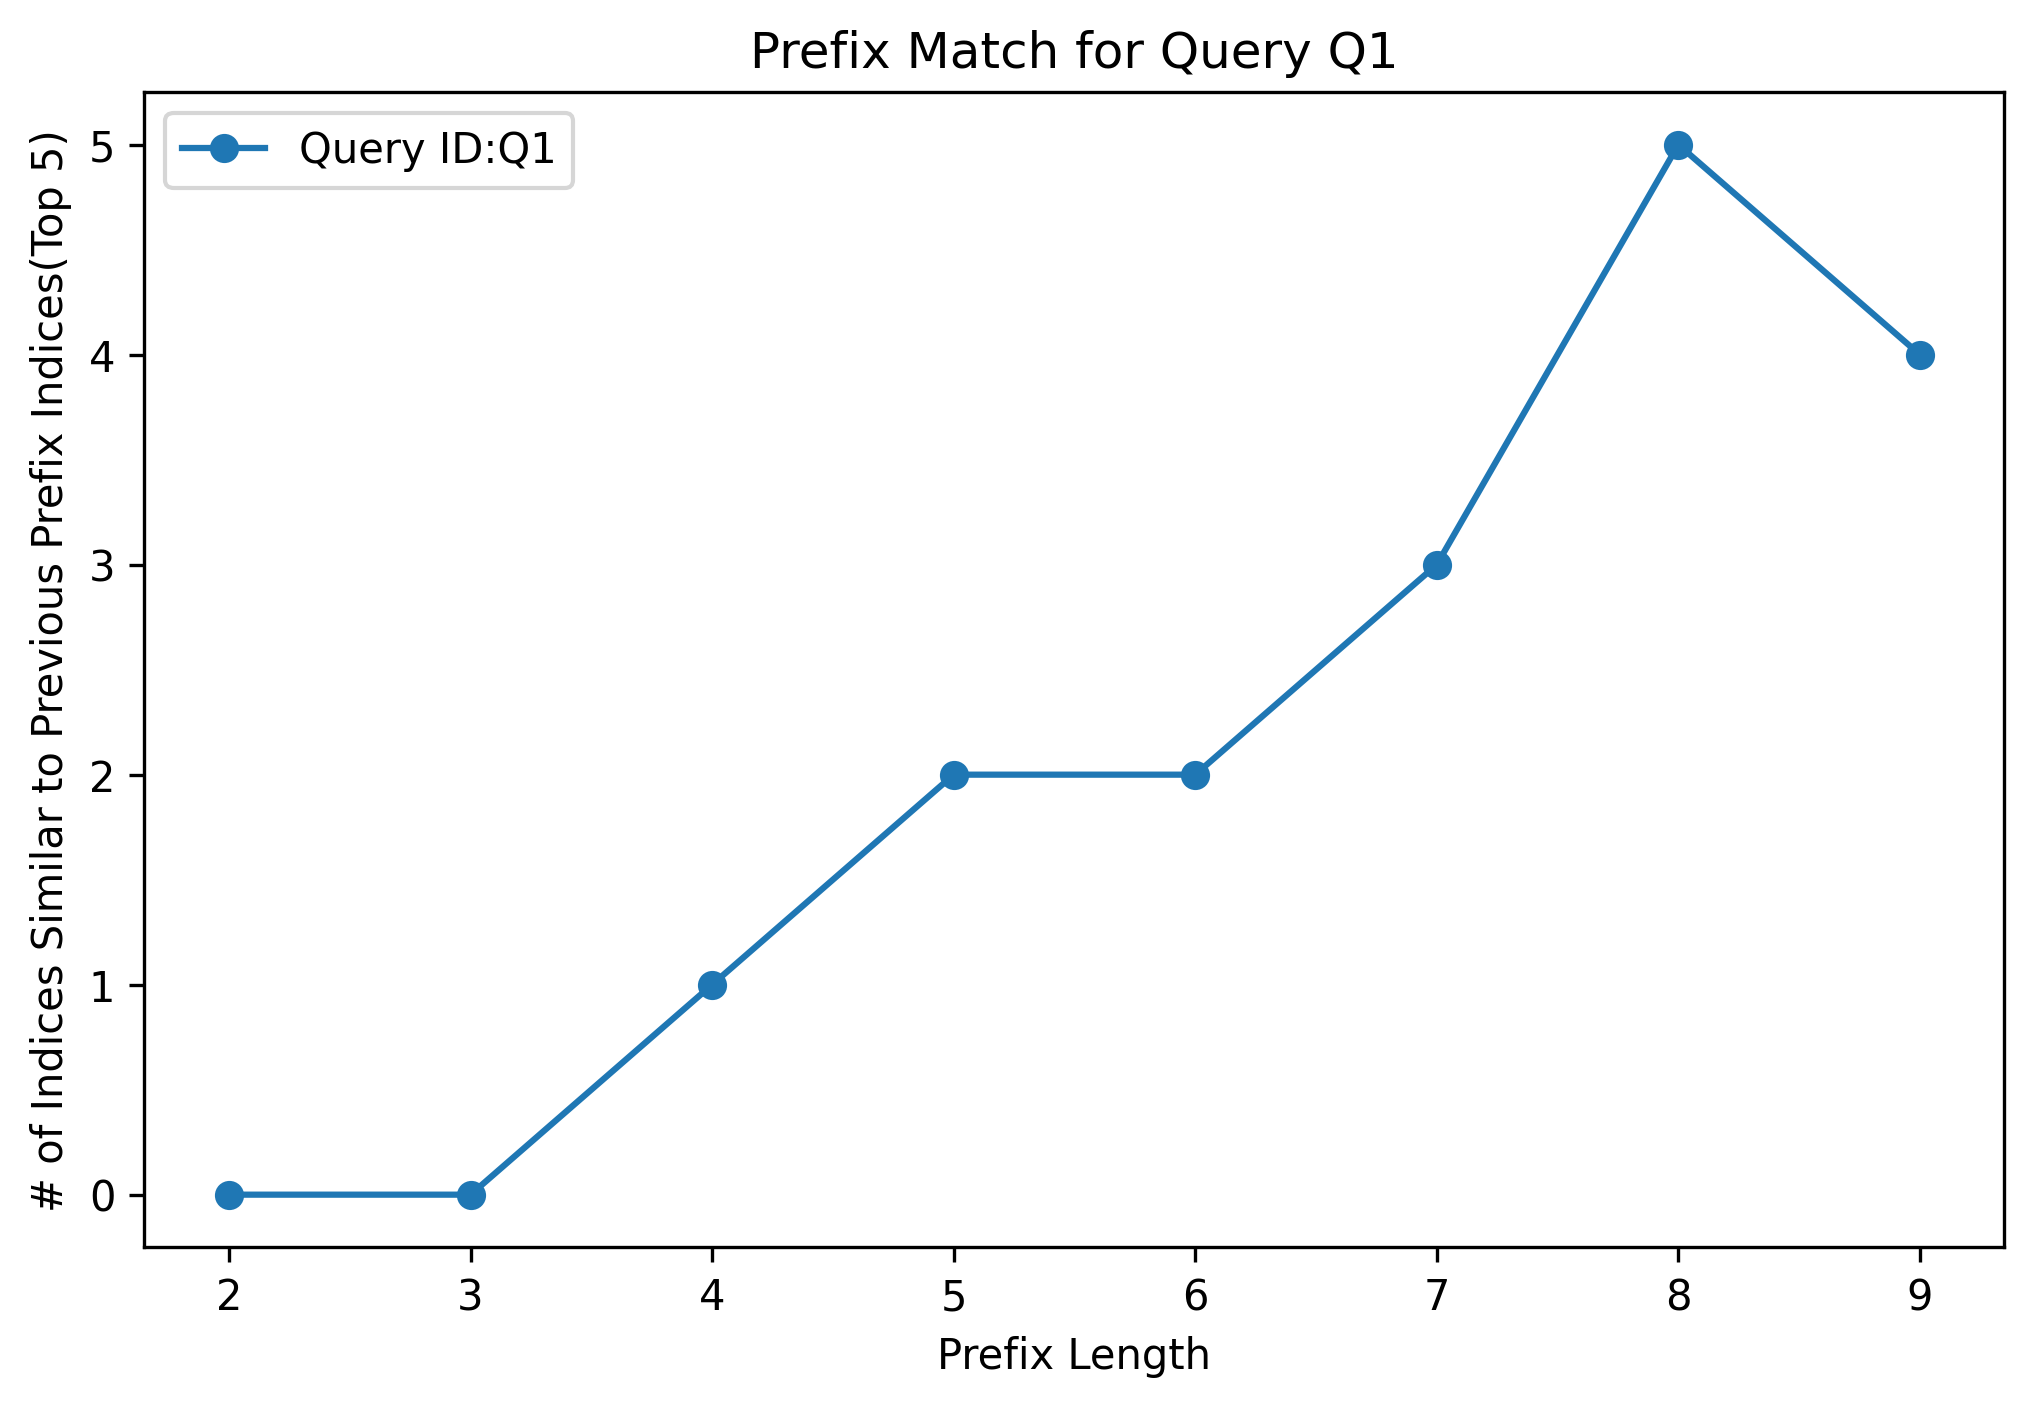 Prefix Match for Query Q1
Query ID:Q1
# of Indices Similar to Previous Prefix Indices(Top 5)
5
4
3
2
1
0
2 3 4 5 6 7 8 9
Prefix Length